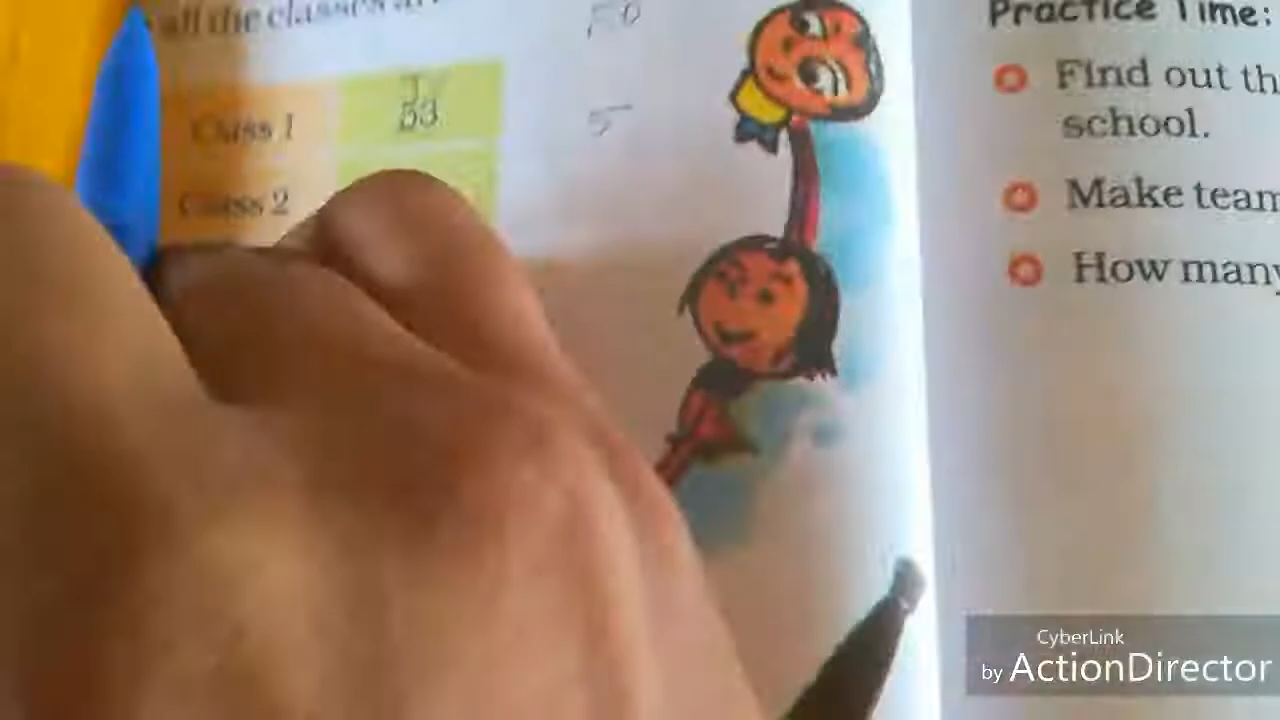 all the classes
Class 1
53
Class 2
5
Practice Time:
Find out th
school.
Make team
How many
CyberLink
by ActionDirector